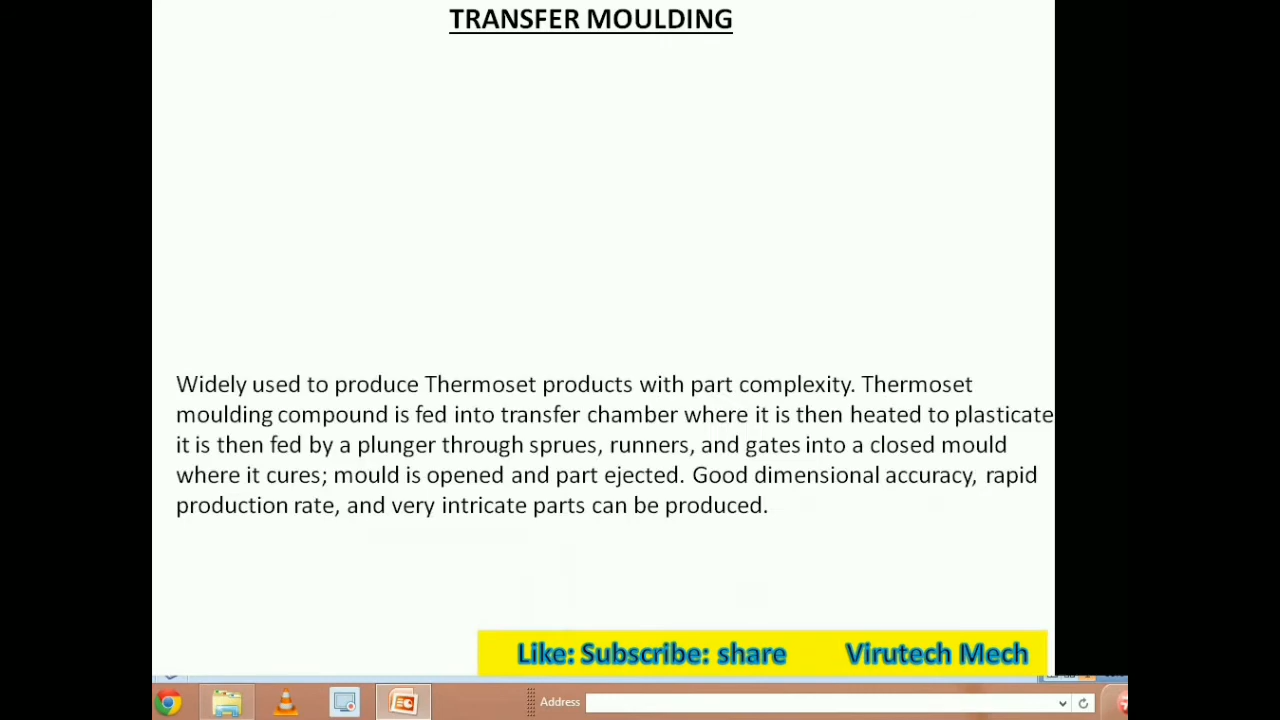 TRANSFER MOULDING
Widely used to produce Thermoset products with part complexity. Thermoset
moulding compound is fed into transfer chamber where it is then heated to plasticate
it is then fed by a plunger through sprues, runners, and gates into a closed mould
where it cures; mould is opened and part ejected. Good dimensional accuracy, rapid
production rate, and very intricate parts can be produced.
Like: Subscribe: share Virutech Mech
Address